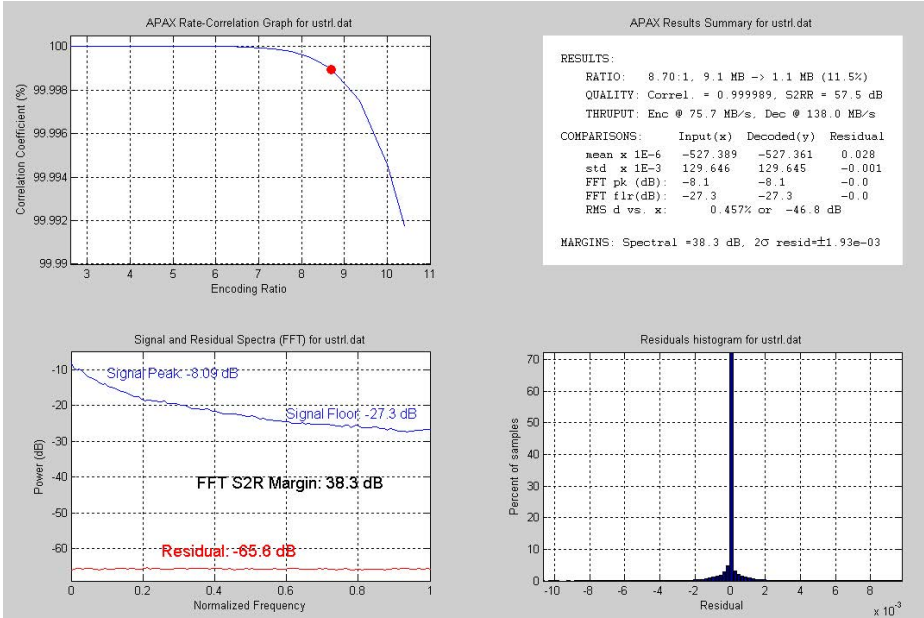 APAX Rate-Correlation Graph for ustrl.dat
100
99.998
99.996
99.994
99.992
99.99
Correlation Coefficient (%)
3 4 5 6 7 8 9 10 11
Encoding Ratio
APAX Results Summary for ustrl.dat
RESULTS:
RATIO: 8.70:1, 9.1 MB -> 1.1 MB (11.5%)
QUALITY: Correl. = 0.999989, S2RR = 57.5 dB
THRUPUT: Enc @ 75.7 MB/s, Dec @ 138.0 MB/s
COMPARISONS: Input(x) Decoded(y) Residual
mean x 1E-6 -527.389 -527.361 0.028
std x 1E-3 129.646 129.645 -0.001
FFT pk (dB): -8.1 -8.1 -0.0
FFT flr(dB): -27.3 -27.3 -0.0
RMS d vs. x: 0.457% or -46.8 dB
MARGINS: Spectral =38.3 dB, 2σ resid=±1.93e-03
Signal and Residual Spectra (FFT) for ustrl.dat
-10
-20
-30
-40
-50
-60
Power (dB)
Signal Peak: -8.09 dB
Signal Floor: -27.3 dB
FFT S2R Margin: 38.3 dB
Residual: -65.6 dB
0 0.2 0.4 0.6 0.8 1
Normalized Frequency
Residuals histogram for ustrl.dat
70
60
50
40
30
20
10
0
Percent of samples
-10 -8 -6 -4 -2 0 2 4 6 8
Residual
x 10⁻³